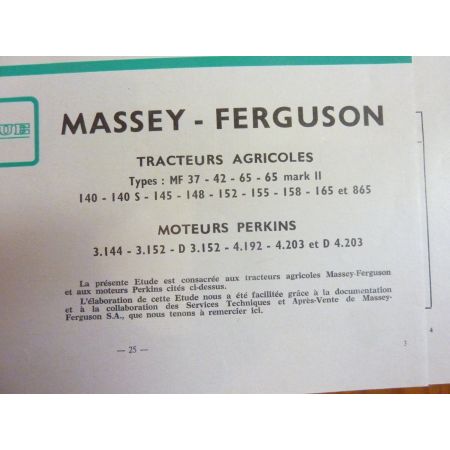 MASSEY - FERGUSON
TRACTEURS AGRICOLES
Types : MF 37 - 42 - 65 - 65 mark II
140 - 140 S - 145 - 148 - 152 - 155 - 158 - 165 et 865
MOTEURS PERKINS
3.144 - 3.152 - D 3.152 - 4.192 - 4.203 et D 4.203
La présente Etude est consacrée aux tracteurs agricoles Massey-Ferguson
et aux moteurs Perkins cités ci-dessus.
L'élaboration de cette Etude nous a été facilitée grâce à la documentation
et à la collaboration des Services Techniques et Après-Vente de Massey-
Ferguson S.A., que nous tenons à remercier ici.
— 25 —
3
4